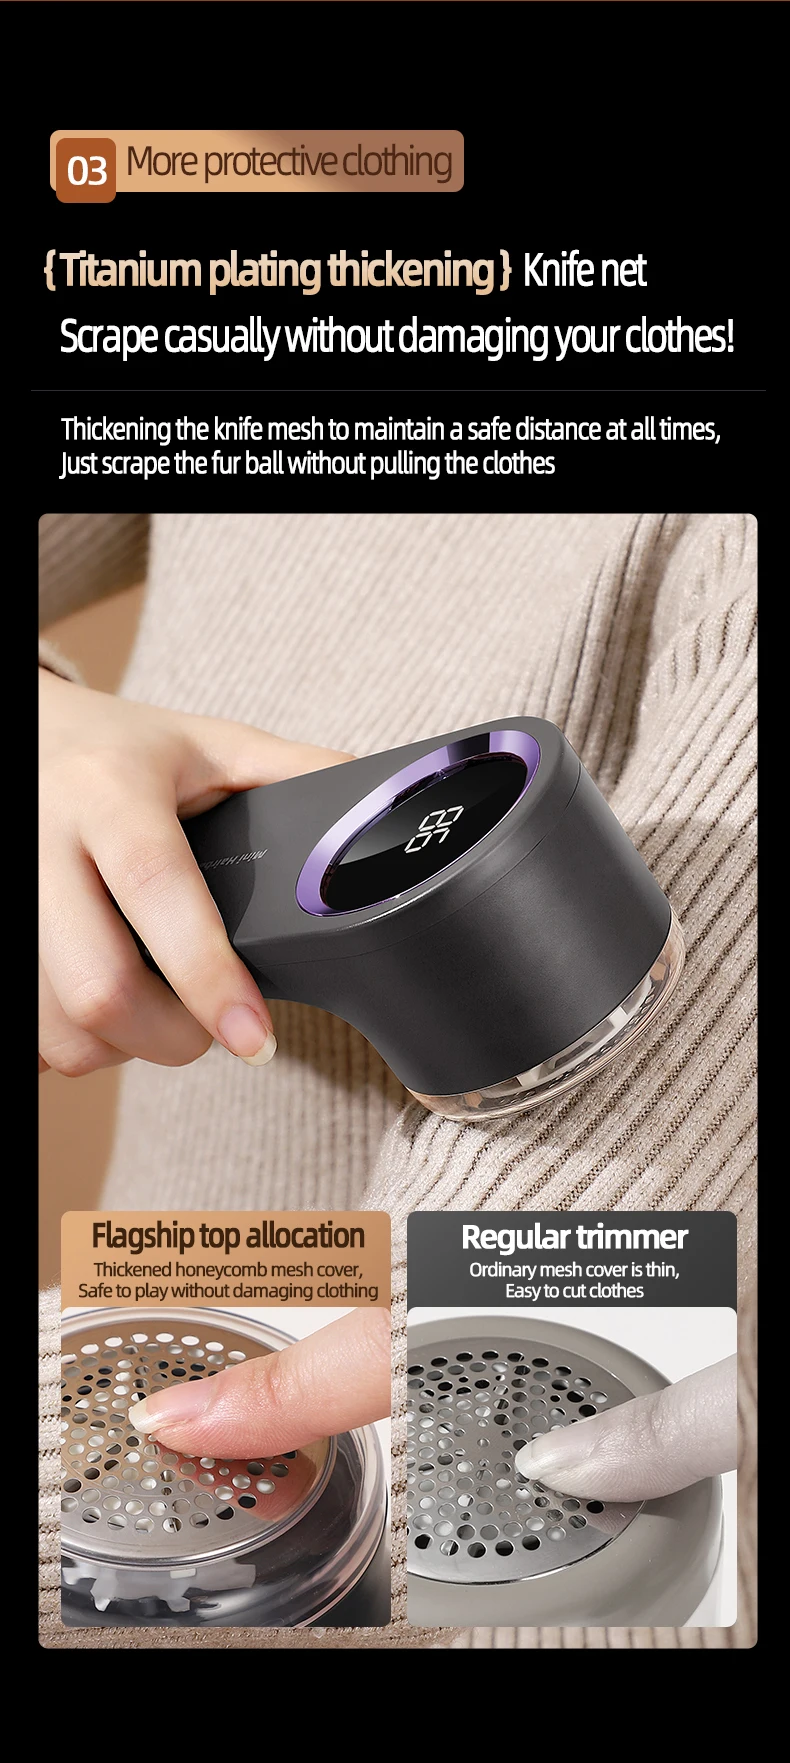 03
More protective clothing
{Titanium plating thickening} Knife net
Scrape casually without damaging your clothes!
Thickening the knife mesh to maintain a safe distance at all times,
Just scrape the fur ball without pulling the clothes
Mini Hairball
86
Flagship top allocation
Thickened honeycomb mesh cover,
Safe to play without damaging clothing
Regular trimmer
Ordinary mesh cover is thin,
Easy to cut clothes